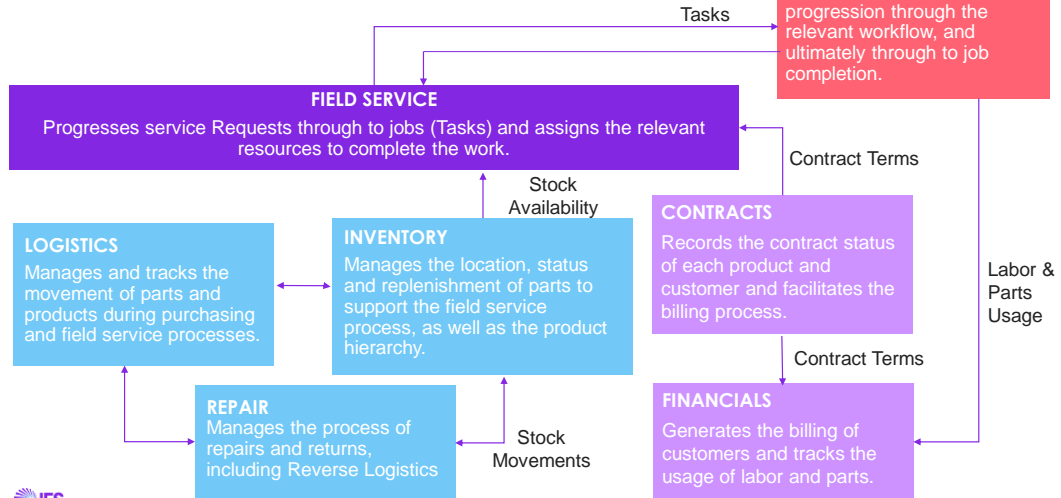 Tasks
progression through the
relevant workflow, and
ultimately through to job
completion.
FIELD SERVICE
Progresses service Requests through to jobs (Tasks) and assigns the relevant
resources to complete the work.
Contract Terms
Stock
Availability
LOGISTICS
Manages and tracks the
movement of parts and
products during purchasing
and field service processes.
INVENTORY
Manages the location, status
and replenishment of parts to
support the field service
process, as well as the product
hierarchy.
CONTRACTS
Records the contract status
of each product and
customer and facilitates the
billing process.
Labor &
Parts
Usage
Contract Terms
REPAIR
Manages the process of
repairs and returns,
including Reverse Logistics
Stock
Movements
FINANCIALS
Generates the billing of
customers and tracks the
usage of labor and parts.
IFS